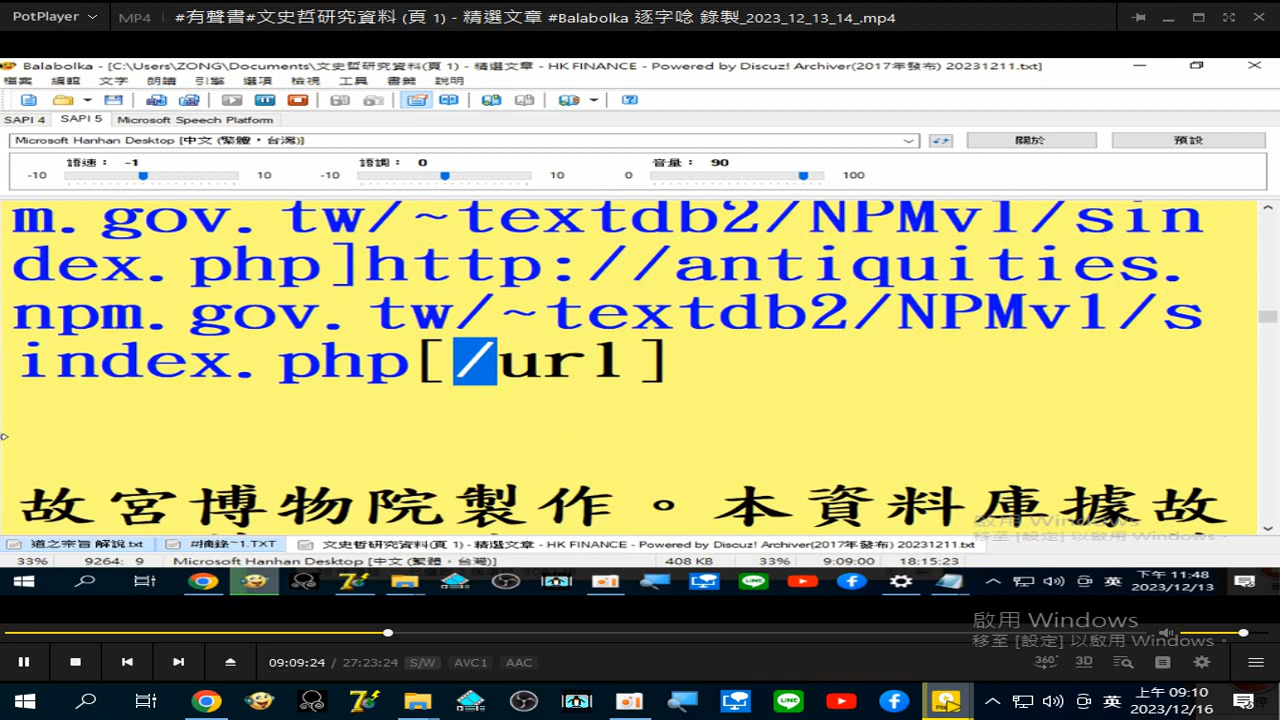 PotPlayer MP4 #有聲書#文史哲研究資料 (頁 1) - 精選文章 #Balabolka 逐字唸 錄製_2023_12_13_14_.mp4
Balabolka - [C:\Users\ZONG\Documents\文史哲研究資料(頁 1) - 精選文章 - HK FINANCE - Powered by Discuz! Archiver(2017年發布) 20231211.txt]
檔案 編輯 文字 朗讀 引擎 選項 檢視 工具 書籤 說明
SAPI 4 SAPI 5 Microsoft Speech Platform
Microsoft Hanhan Desktop [中文 (繁體，台灣)] 關於 預設
語速： -1 語調： 0 音量： 90
-10 10 -10 10 0 100
m.gov.tw/~textdb2/NPMv1/sin
dex.php]http://antiquities.
npm.gov.tw/~textdb2/NPMv1/s
index.php[/url]
故宮博物院製作。本資料庫據故
啟用 Windows
移至 [設定] 以啟用 Windows。
道之宗旨 解說.txt #摘錄~1.TXT 文史哲研究資料(頁 1) - 精選文章 - HK FINANCE - Powered by Discuz! Archiver(2017年發布) 20231211.txt
33% 9264: 9 Microsoft Hanhan Desktop [中文 (繁體，台灣)] 408 KB 33% 9:09:00 18:15:23
英 下午 11:48
2023/12/13
啟用 Windows
移至 [設定] 以啟用 Windows。
09:09:24 / 27:23:24 S/W AVC1 AAC 360° 3D
英 上午 09:10
2023/12/16